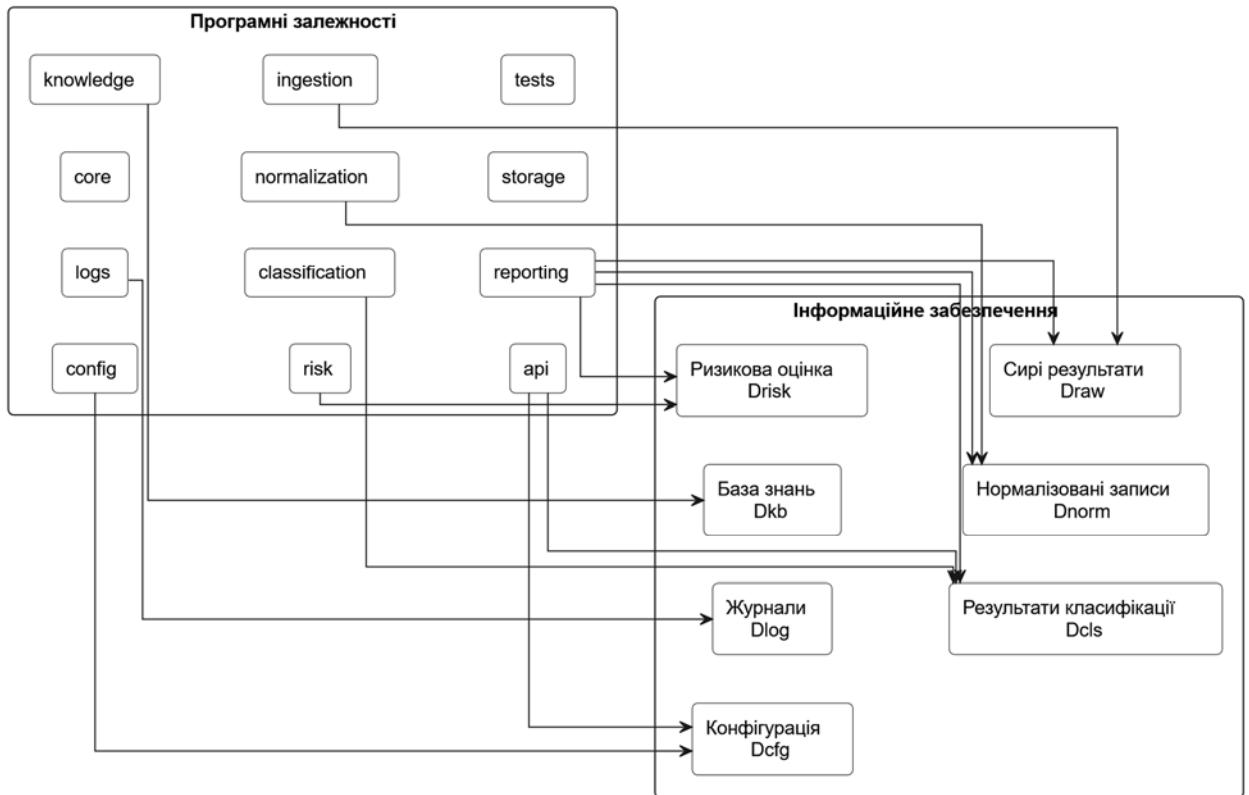 Програмні залежності
knowledge
ingestion
tests
core
normalization
storage
logs
classification
reporting
config
risk
api
Інформаційне забезпечення
Ризикова оцінка
Drisk
Сирі результати
Draw
База знань
Dkb
Нормалізовані записи
Dnorm
Журнали
Dlog
Результати класифікації
Dcls
Конфігурація
Dcfg